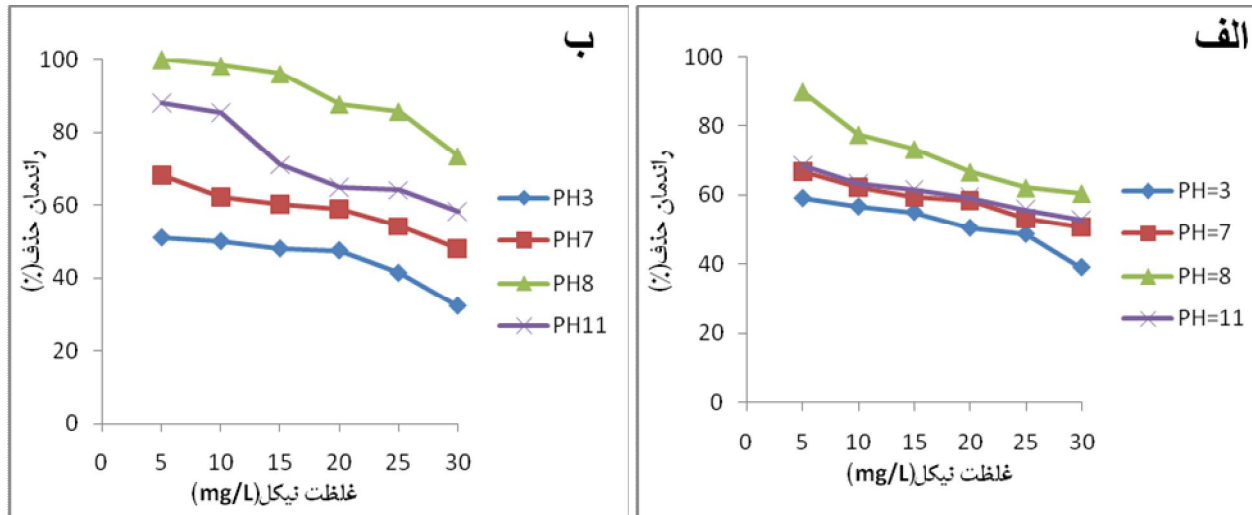 الف
راندمان حذف(%)
100
80
60
40
20
0
0 5 10 15 20 25 30
غلظت نیکل(mg/L)
PH=3
PH=7
PH=8
PH=11
ب
راندمان حذف(%)
100
80
60
40
20
0
0 5 10 15 20 25 30
غلظت نیکل(mg/L)
PH3
PH7
PH8
PH11